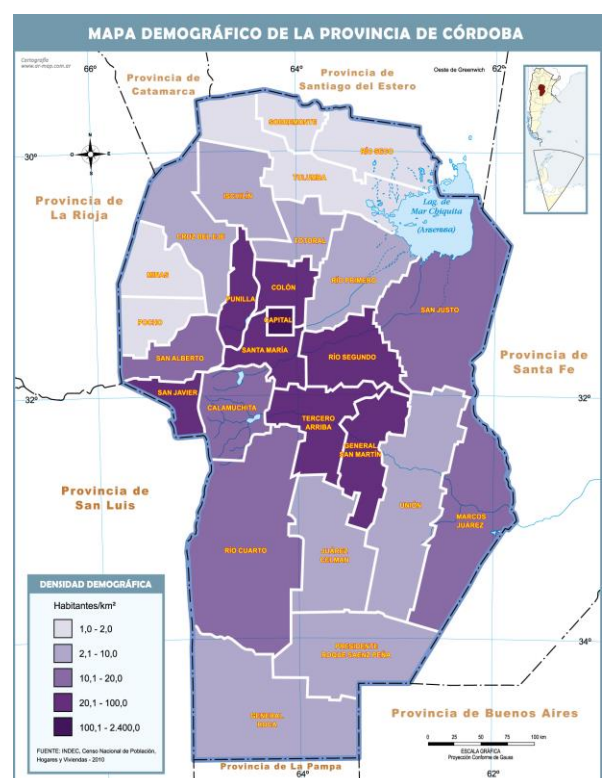 MAPA DEMOGRÁFICO DE LA PROVINCIA DE CÓRDOBA
Cartografía
www.ar-map.com.ar
66°
64°
62°
Oeste de Greenwich
Provincia de
Catamarca
Provincia de
Santiago del Estero
N
SOBREMONTE
RÍO SECO
30°
30°
TULUMBA
ISCHILÍN
Provincia de
La Rioja
Lag. de
Mar Chiquita
(Ansenuza)
CRUZ DEL EJE
TOTORAL
MINAS
PUNILLA
COLÓN
RÍO PRIMERO
SAN JUSTO
POCHO
CAPITAL
SAN ALBERTO
SANTA MARÍA
RÍO SEGUNDO
Provincia de
Santa Fe
SAN JAVIER
32°
32°
CALAMUCHITA
TERCERO
ARRIBA
GENERAL
SAN MARTÍN
Provincia de
San Luis
UNIÓN
MARCOS
JUÁREZ
RÍO CUARTO
JUÁREZ
CELMAN
DENSIDAD DEMOGRÁFICA
Habitantes/km²
1,0 - 2,0
2,1 - 10,0
10,1 - 20,0
20,1 - 100,0
100,1 - 2.400,0
FUENTE: INDEC, Censo Nacional de Población,
Hogares y Viviendas - 2010
34°
34°
PRESIDENTE
ROQUE SAENZ PEÑA
GENERAL
ROCA
Provincia de Buenos Aires
0 25 50 75 100 km
ESCALA GRÁFICA
Proyección Conforme de Gauss
Provincia de La Pampa
64°
62°